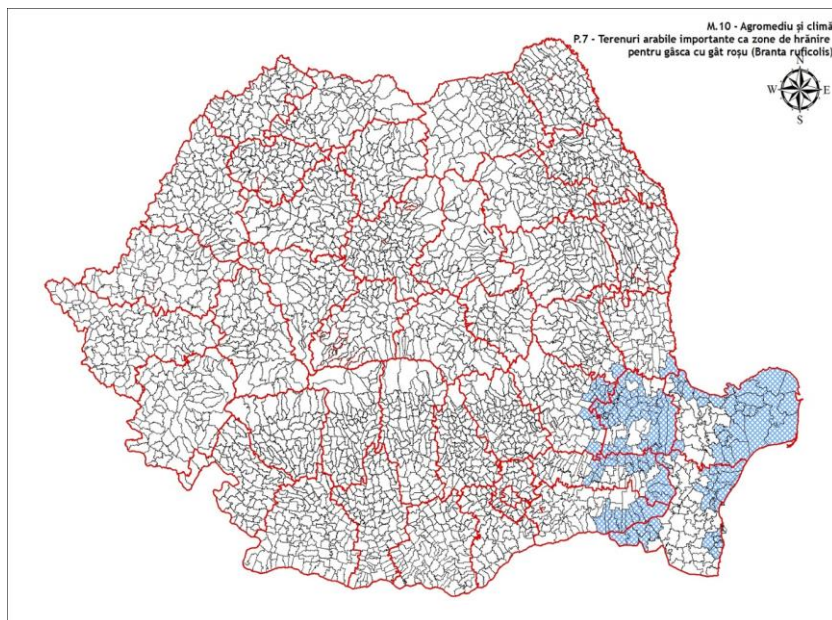 M.10 - Agromediu și climă
P.7 - Terenuri arabile importante ca zone de hrănire
pentru gâsca cu gât roșu (Branta ruficolis)
N
W E
S